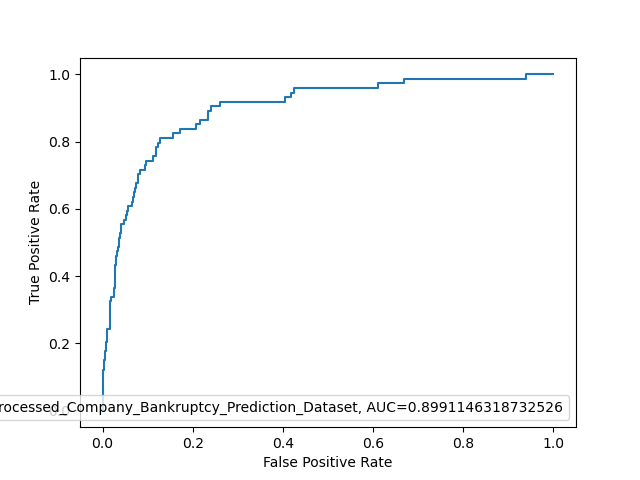 1.0
0.8
0.6
0.4
0.2
True Positive Rate
rocessed_Company_Bankruptcy_Prediction_Dataset, AUC=0.8991146318732526
0.0 0.2 0.4 0.6 0.8 1.0
False Positive Rate